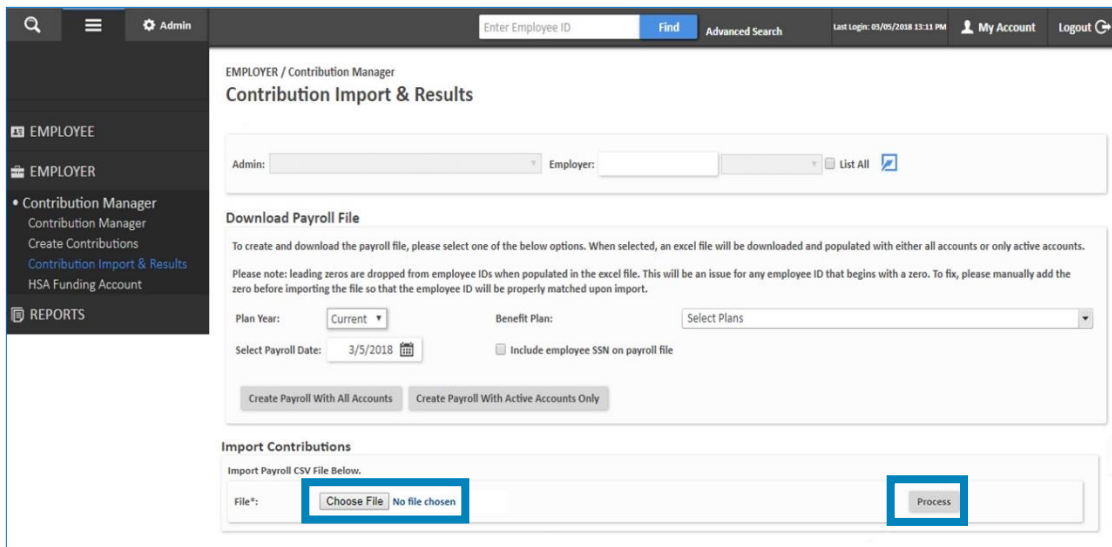 Admin
Enter Employee ID
Find
Advanced Search
Last Login: 03/05/2018 13:11 PM
My Account
Logout
EMPLOYEE
EMPLOYER
• Contribution Manager
Contribution Manager
Create Contributions
Contribution Import & Results
HSA Funding Account
REPORTS
EMPLOYER / Contribution Manager
Contribution Import & Results
Admin:
Employer:
List All
Download Payroll File
To create and download the payroll file, please select one of the below options. When selected, an excel file will be downloaded and populated with either all accounts or only active accounts.
Please note: leading zeros are dropped from employee IDs when populated in the excel file. This will be an issue for any employee ID that begins with a zero. To fix, please manually add the
zero before importing the file so that the employee ID will be properly matched upon import.
Plan Year: Current
Benefit Plan: Select Plans
Select Payroll Date: 3/5/2018
Include employee SSN on payroll file
Create Payroll With All Accounts
Create Payroll With Active Accounts Only
Import Contributions
Import Payroll CSV File Below.
File*: Choose File No file chosen
Process